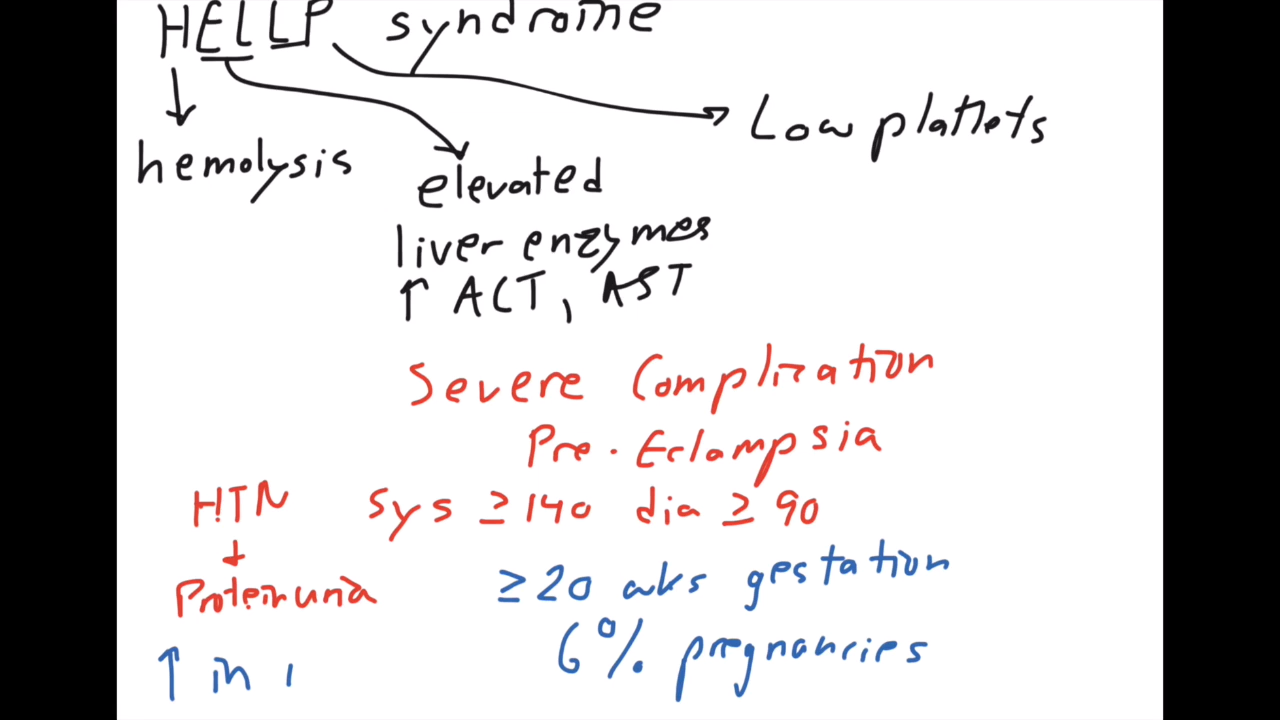 HELLP syndrome
Low platlets
hemolysis
elevated
liver enzymes
↑ ACT, AST
Severe Complication
Pre-Eclampsia
HTN sys ≥140 dia ≥90
+
Proteinuria
≥20 wks gestation
6% pregnancies
↑ in